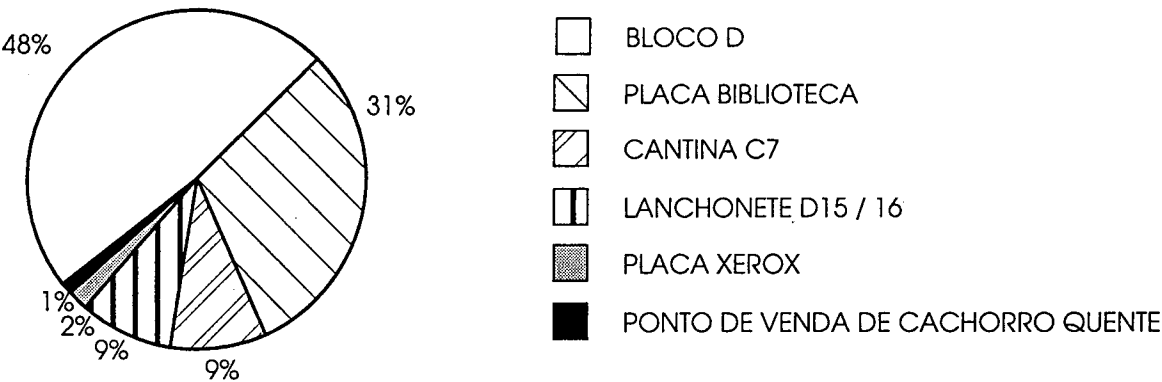 48%
31%
1%
2%
9%
9%
BLOCO D
PLACA BIBLIOTECA
CANTINA C7
LANCHONETE D15 / 16
PLACA XEROX
PONTO DE VENDA DE CACHORRO QUENTE